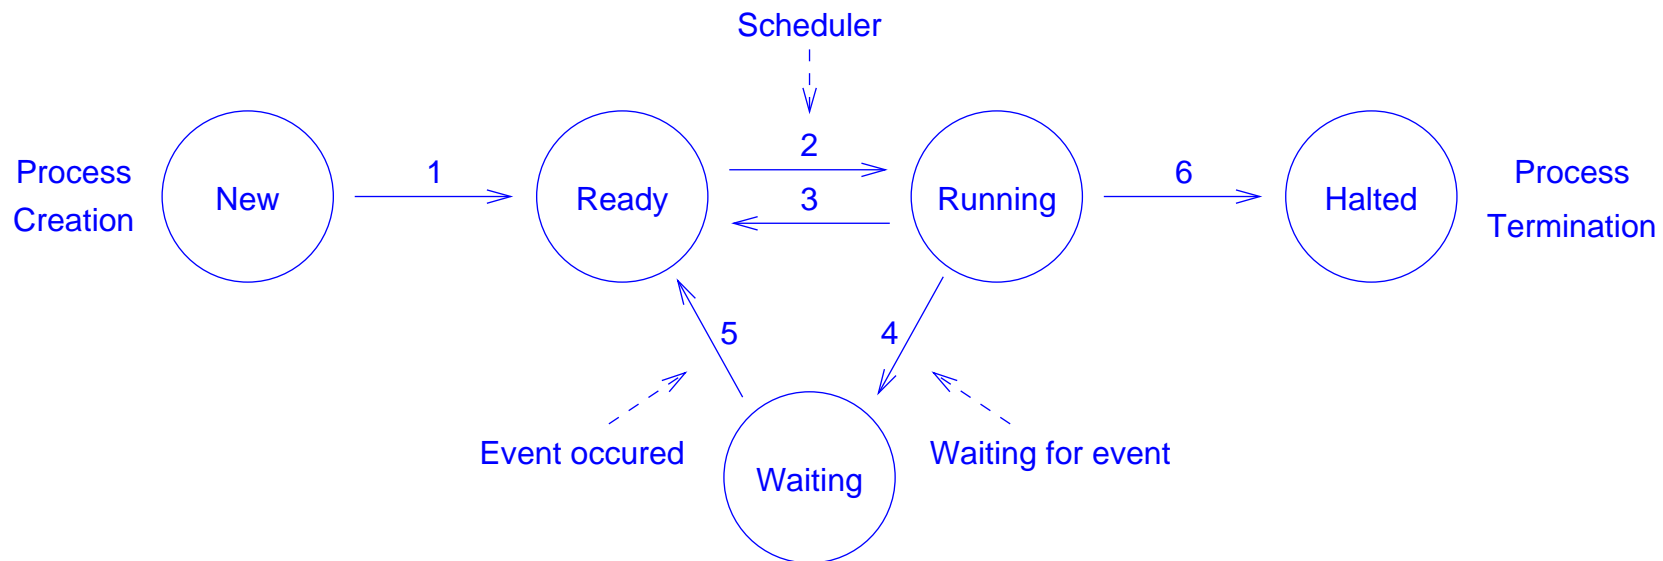 Scheduler
Process
Creation
New
1
Ready
2
3
Running
6
Halted
Process
Termination
5
4
Event occured
Waiting
Waiting for event